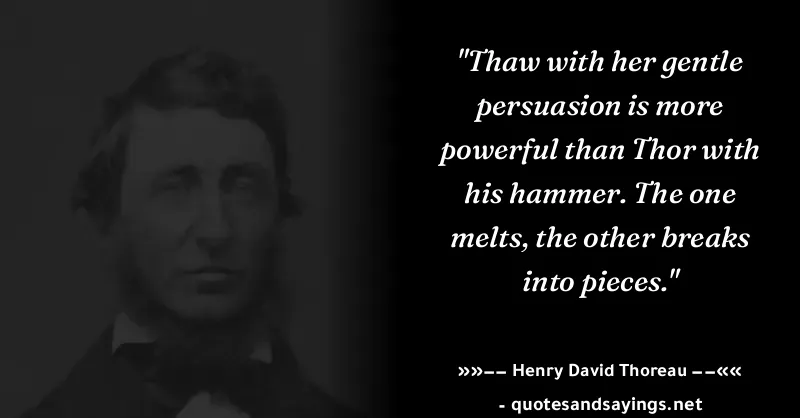 "Thaw with her gentle
persuasion is more
powerful than Thor with
his hammer. The one
melts, the other breaks
into pieces."
»»−− Henry David Thoreau −−««
- quotesandsayings.net